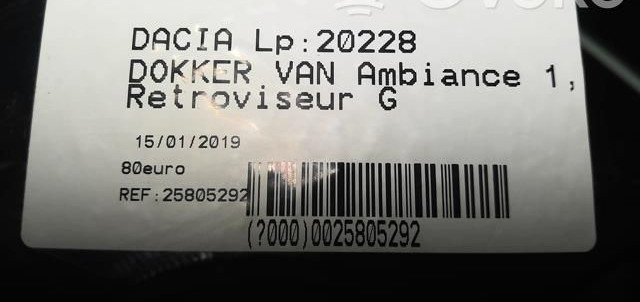 DACIA Lp:20228
DOKKER VAN Ambiance 1,
Retroviseur G
15/01/2019
80euro
REF:25805292
(?000)0025805292